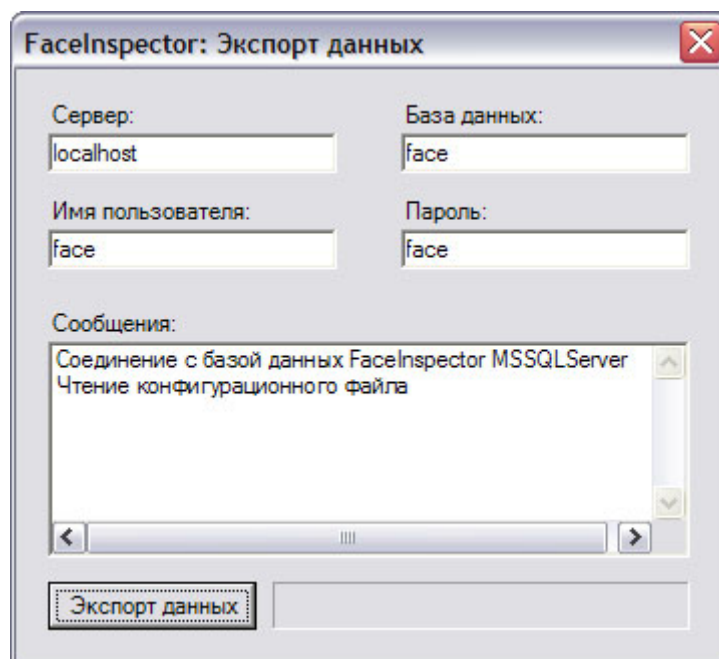 FaceInspector: Экспорт данных
Сервер:
База данных:
localhost
face
Имя пользователя:
Пароль:
face
face
Сообщения:
Соединение с базой данных FaceInspector MSSQLServer
Чтение конфигурационного файла
Экспорт данных